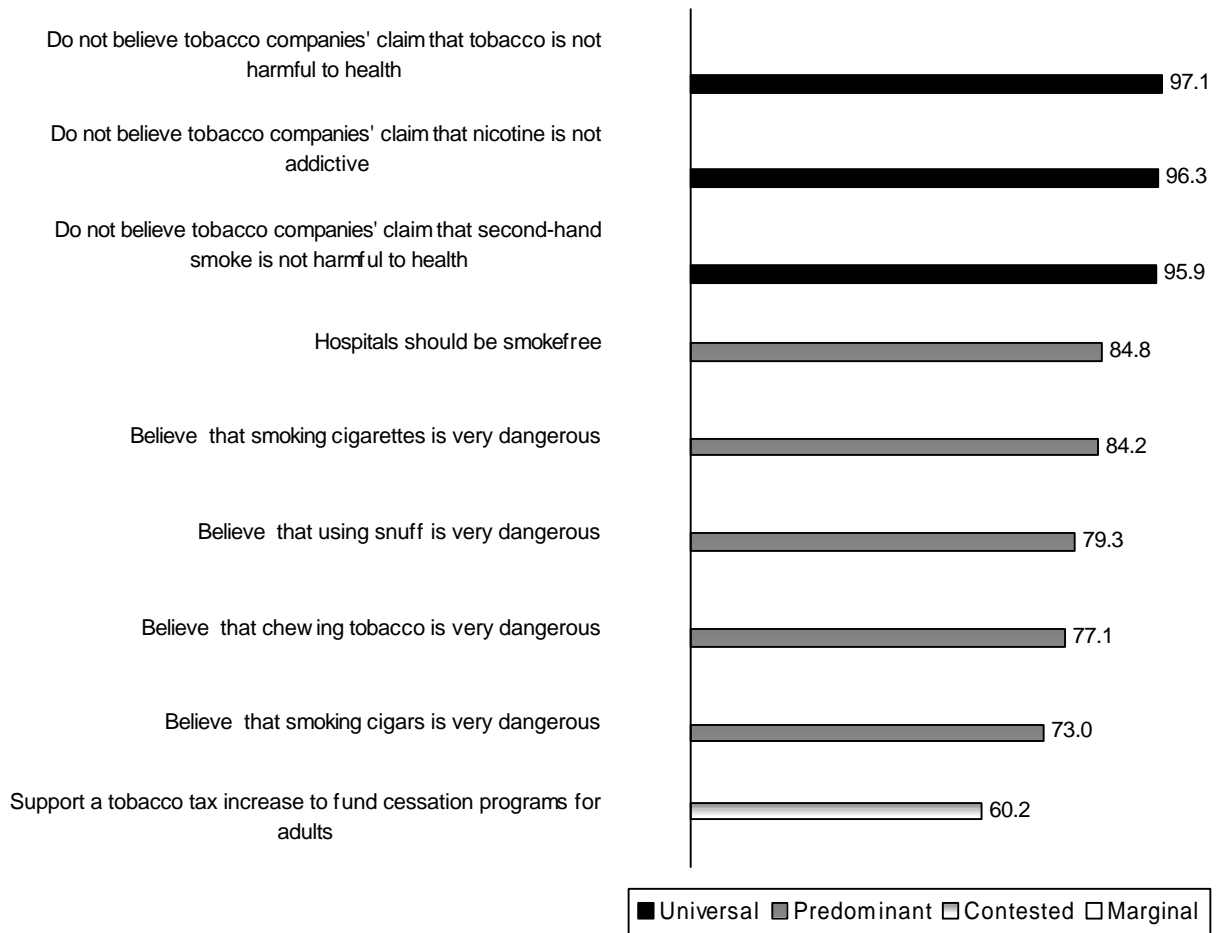 Do not believe tobacco companies' claim that tobacco is not
harmful to health
97.1
Do not believe tobacco companies' claim that nicotine is not
addictive
96.3
Do not believe tobacco companies' claim that second-hand
smoke is not harmful to health
95.9
Hospitals should be smokefree
84.8
Believe that smoking cigarettes is very dangerous
84.2
Believe that using snuff is very dangerous
79.3
Believe that chewing tobacco is very dangerous
77.1
Believe that smoking cigars is very dangerous
73.0
Support a tobacco tax increase to fund cessation programs for
adults
60.2
Universal Predominant Contested Marginal